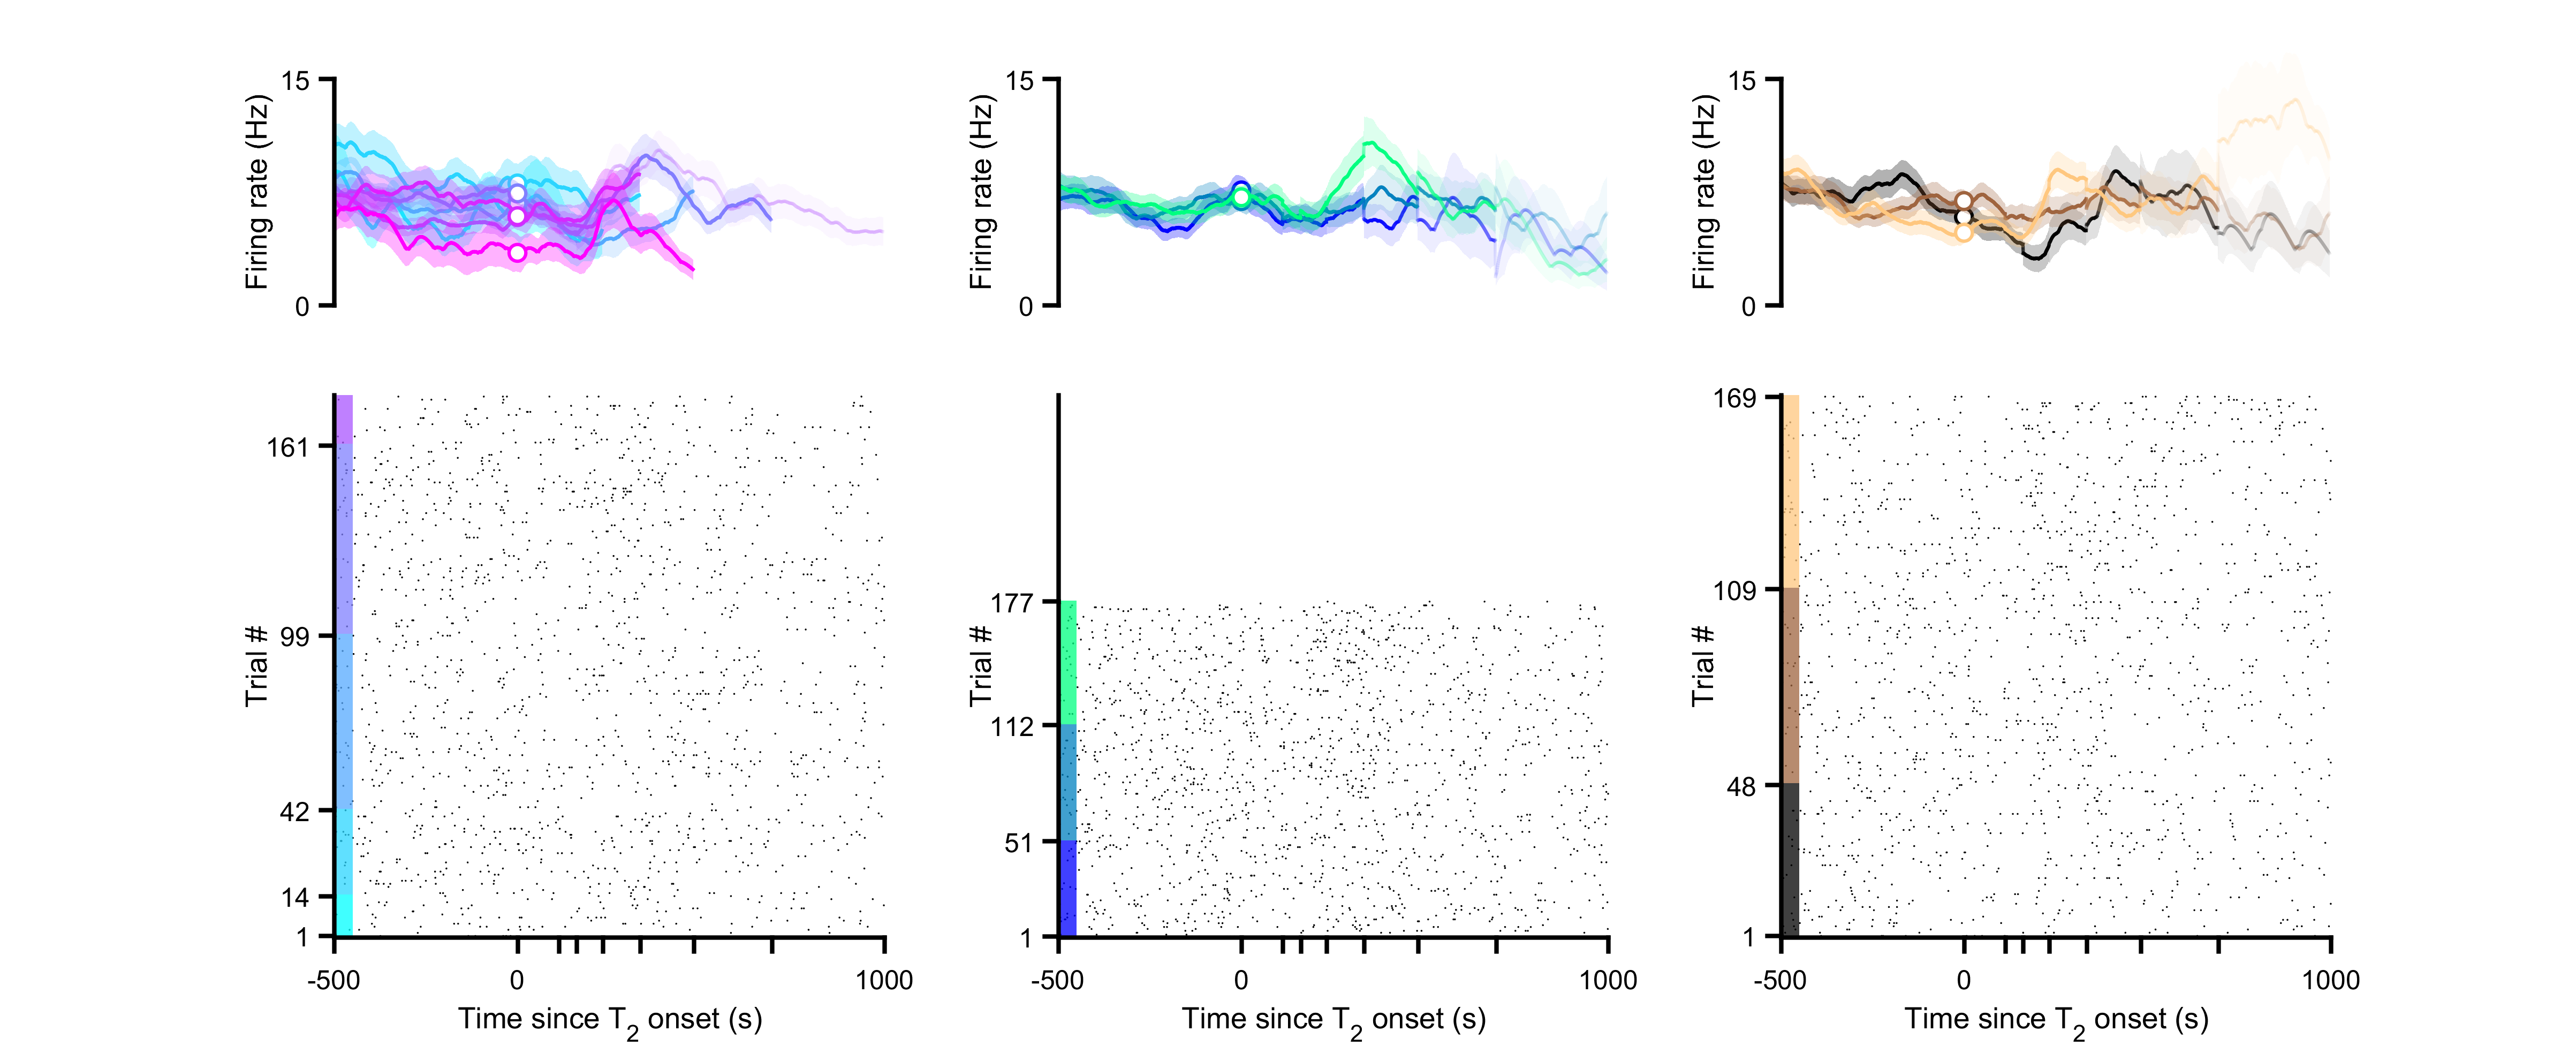 15
Firing rate (Hz)
0
15
Firing rate (Hz)
0
15
Firing rate (Hz)
0
161
99
42
14
1
Trial #
-500 0 1000
Time since T2 onset (s)
177
112
51
1
Trial #
-500 0 1000
Time since T2 onset (s)
169
109
48
1
Trial #
-500 0 1000
Time since T2 onset (s)